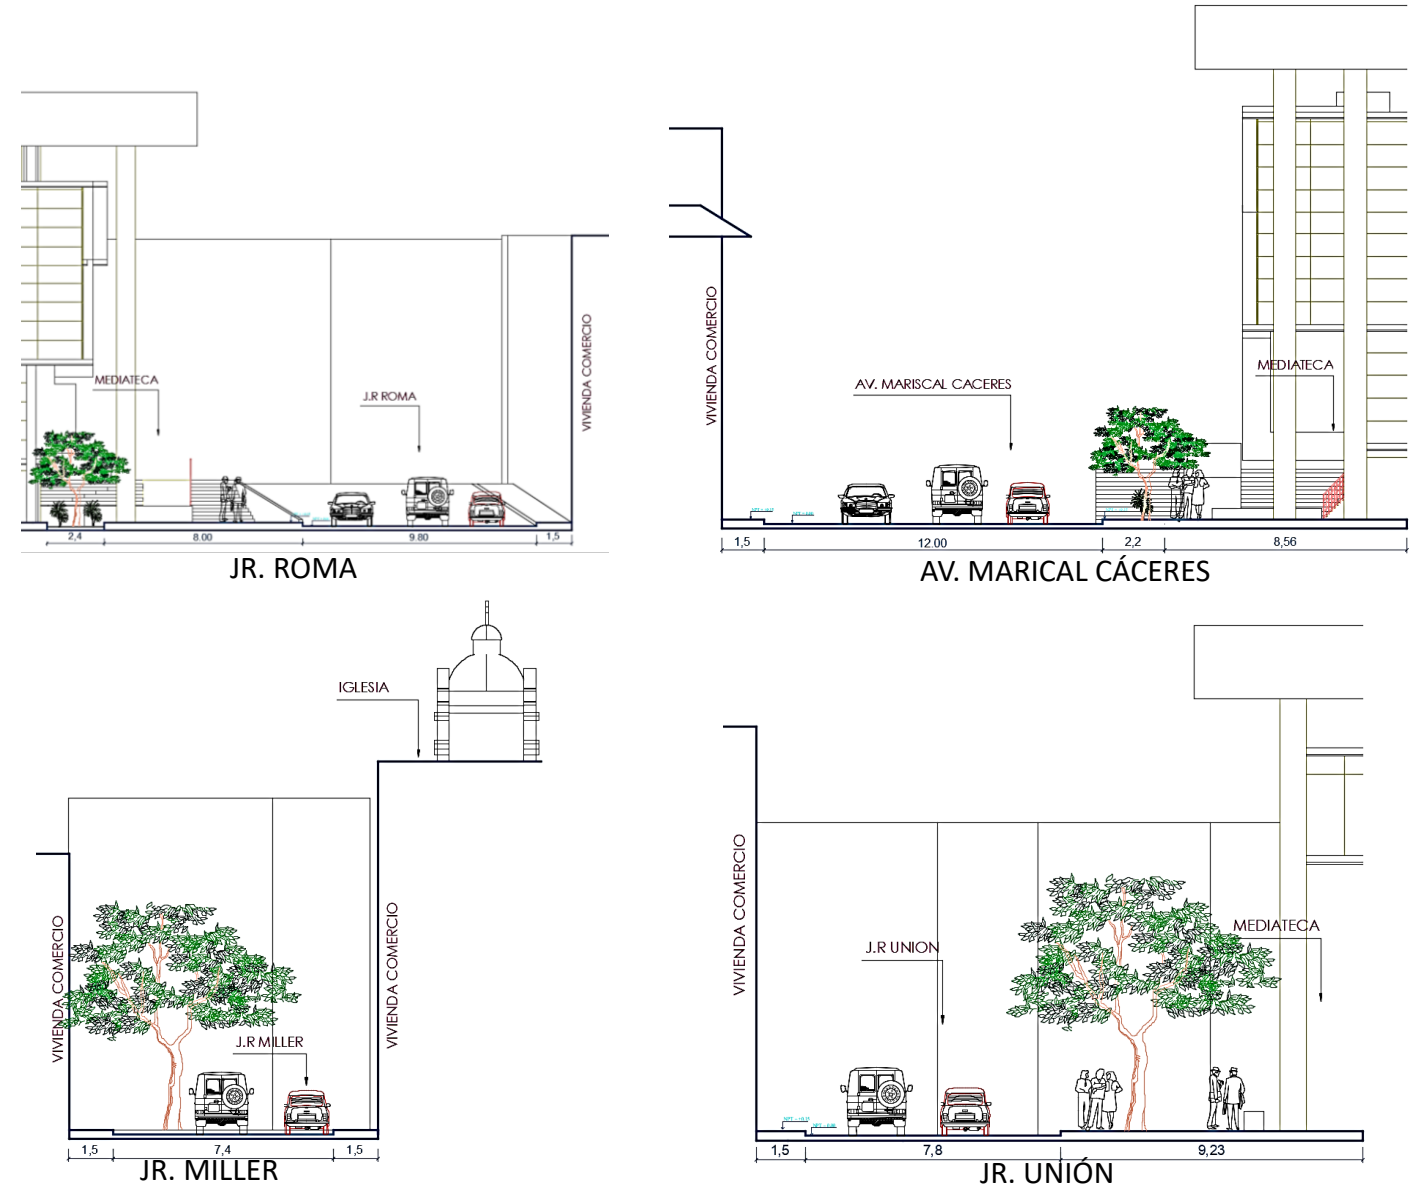 MEDIATECA
J.R ROMA
VIVIENDA COMERCIO
2,4
8.00
9.80
1,5
JR. ROMA
VIVIENDA COMERCIO
AV. MARISCAL CACERES
MEDIATECA
1,5
12.00
2,2
8,56
AV. MARICAL CÁCERES
IGLESIA
VIVIENDA COMERCIO
VIVIENDA COMERCIO
J.R MILLER
1,5
7,4
1,5
JR. MILLER
VIVIENDA COMERCIO
J.R UNION
MEDIATECA
1,5
7,8
9,23
JR. UNIÓN